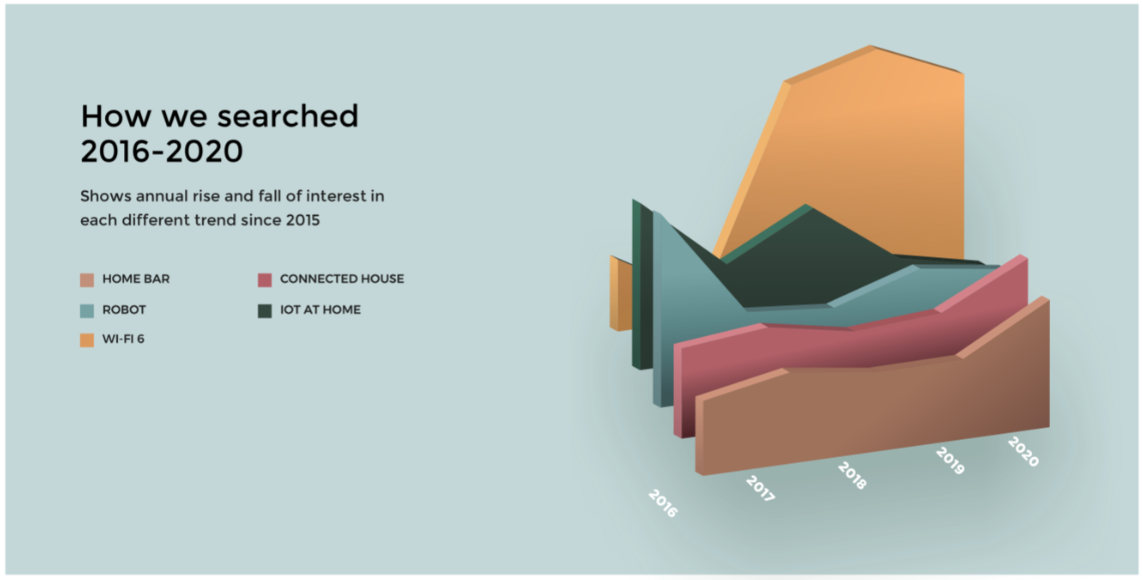 How we searched
2016-2020
Shows annual rise and fall of interest in
each different trend since 2015
HOME BAR
CONNECTED HOUSE
ROBOT
IOT AT HOME
WI-FI 6
2016
2017
2018
2019
2020